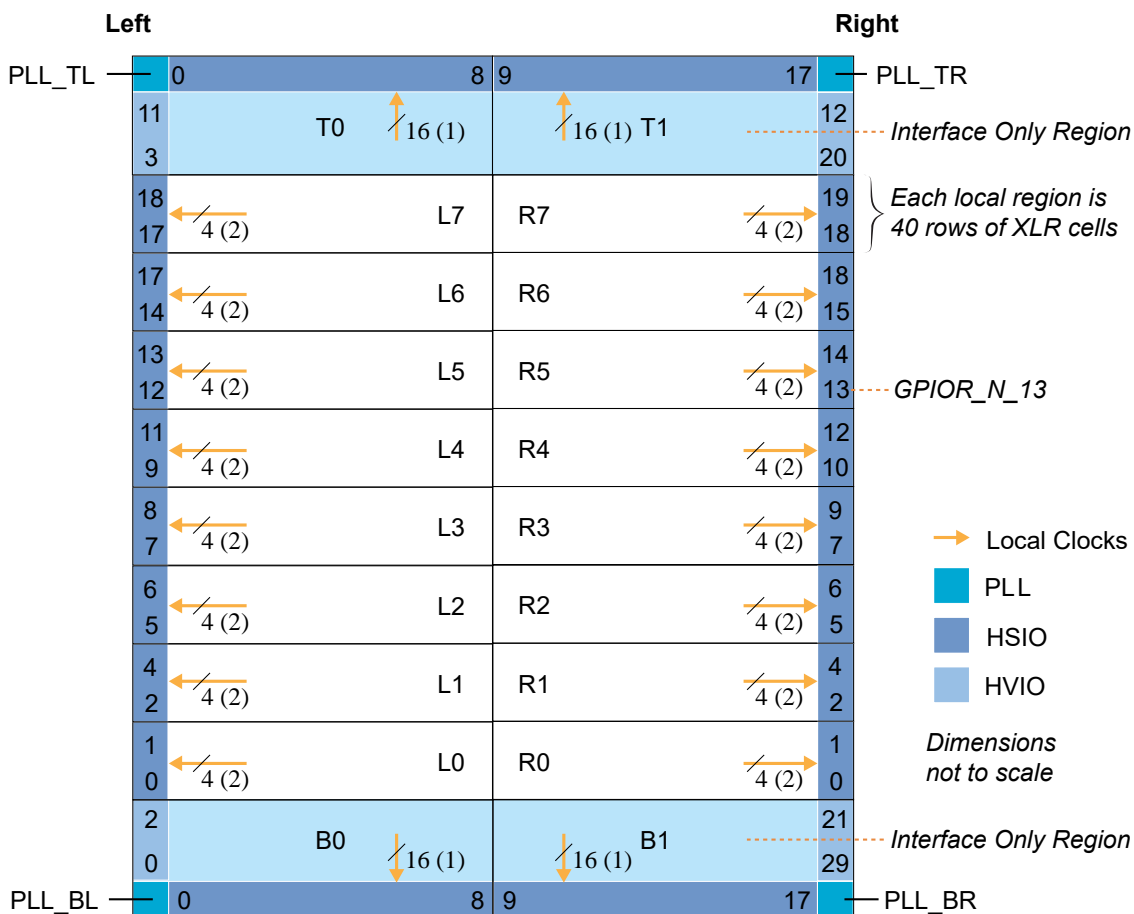 Left
Right
PLL_TL
0
8
9
17
PLL_TR
11
T0
16 (1)
16 (1)
T1
12
Interface Only Region
3
20
18
L7
R7
19
Each local region is
40 rows of XLR cells
17
4 (2)
4 (2)
18
17
L6
R6
18
14
4 (2)
4 (2)
15
13
L5
R5
14
12
4 (2)
4 (2)
13
GPIOR_N_13
11
L4
R4
12
9
4 (2)
4 (2)
10
8
L3
R3
9
7
4 (2)
4 (2)
7
Local Clocks
6
L2
R2
6
5
4 (2)
4 (2)
5
PLL
HSIO
4
L1
R1
4
2
4 (2)
4 (2)
2
HVIO
1
L0
R0
1
0
4 (2)
4 (2)
0
Dimensions
not to scale
2
B0
16 (1)
16 (1)
B1
21
Interface Only Region
0
29
PLL_BL
0
8
9
17
PLL_BR